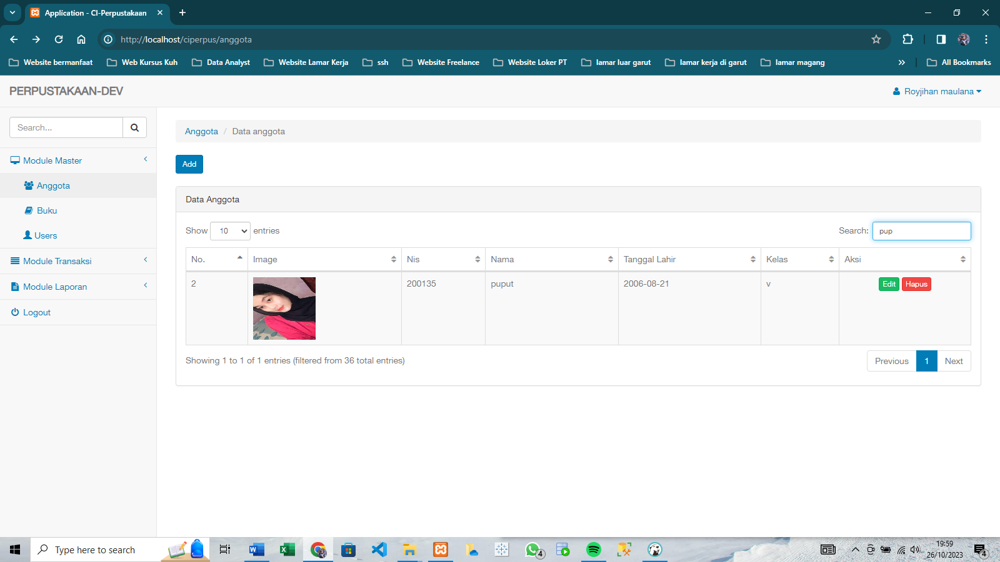 Application - CI-Perpustakaan
http://localhost/ciperpus/anggota
Website bermanfaat
Web Kursus Kuh
Data Analyst
Website Lamar Kerja
ssh
Website Freelance
Website Loker PT
lamar luar garut
lamar kerja di garut
lamar magang
All Bookmarks
PERPUSTAKAAN-DEV
Royjihan maulana
Search...
Module Master
Anggota
Buku
Users
Module Transaksi
Module Laporan
Logout
Anggota / Data anggota
Add
Data Anggota
Show 10 entries
Search: pup
No. Image Nis Nama Tanggal Lahir Kelas Aksi
2 200135 puput 2006-08-21 v Edit Hapus
Showing 1 to 1 of 1 entries (filtered from 36 total entries)
Previous 1 Next
Type here to search
4
19:59
26/10/2023
4